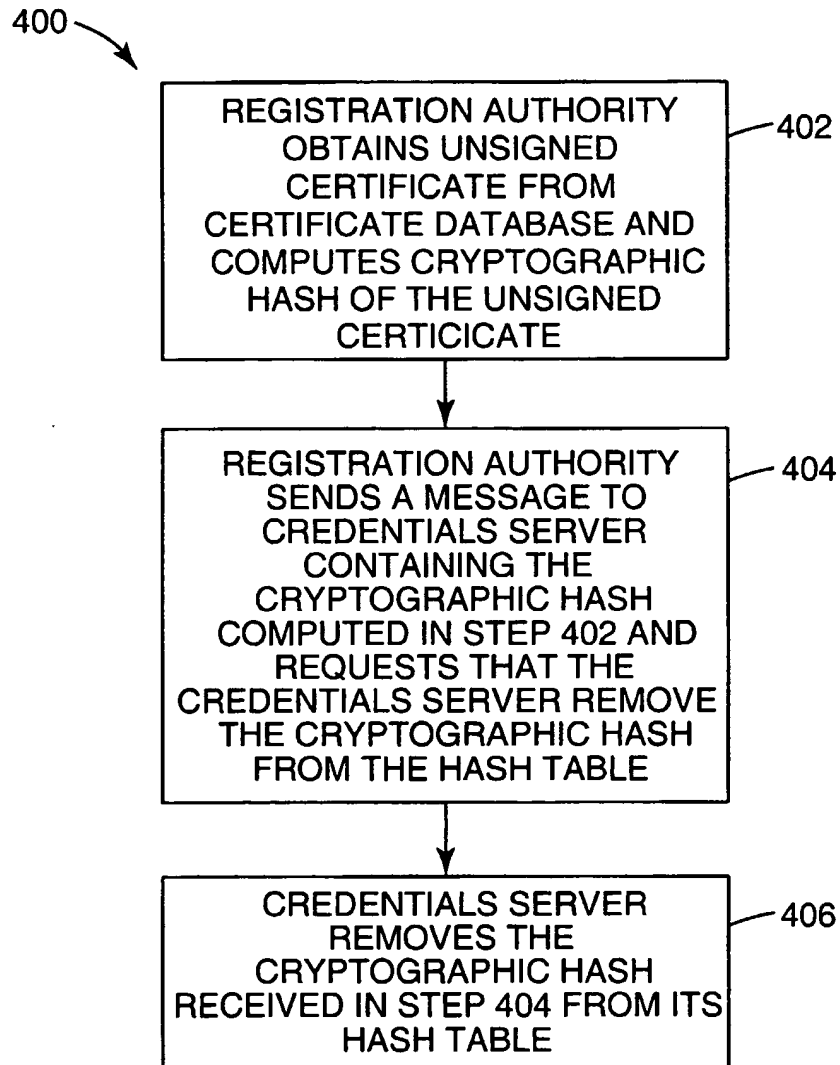 400
REGISTRATION AUTHORITY
OBTAINS UNSIGNED
CERTIFICATE FROM
CERTIFICATE DATABASE AND
COMPUTES CRYPTOGRAPHIC
HASH OF THE UNSIGNED
CERTICICATE
402
REGISTRATION AUTHORITY
SENDS A MESSAGE TO
CREDENTIALS SERVER
CONTAINING THE
CRYPTOGRAPHIC HASH
COMPUTED IN STEP 402 AND
REQUESTS THAT THE
CREDENTIALS SERVER REMOVE
THE CRYPTOGRAPHIC HASH
FROM THE HASH TABLE
404
CREDENTIALS SERVER
REMOVES THE
CRYPTOGRAPHIC HASH
RECEIVED IN STEP 404 FROM ITS
HASH TABLE
406